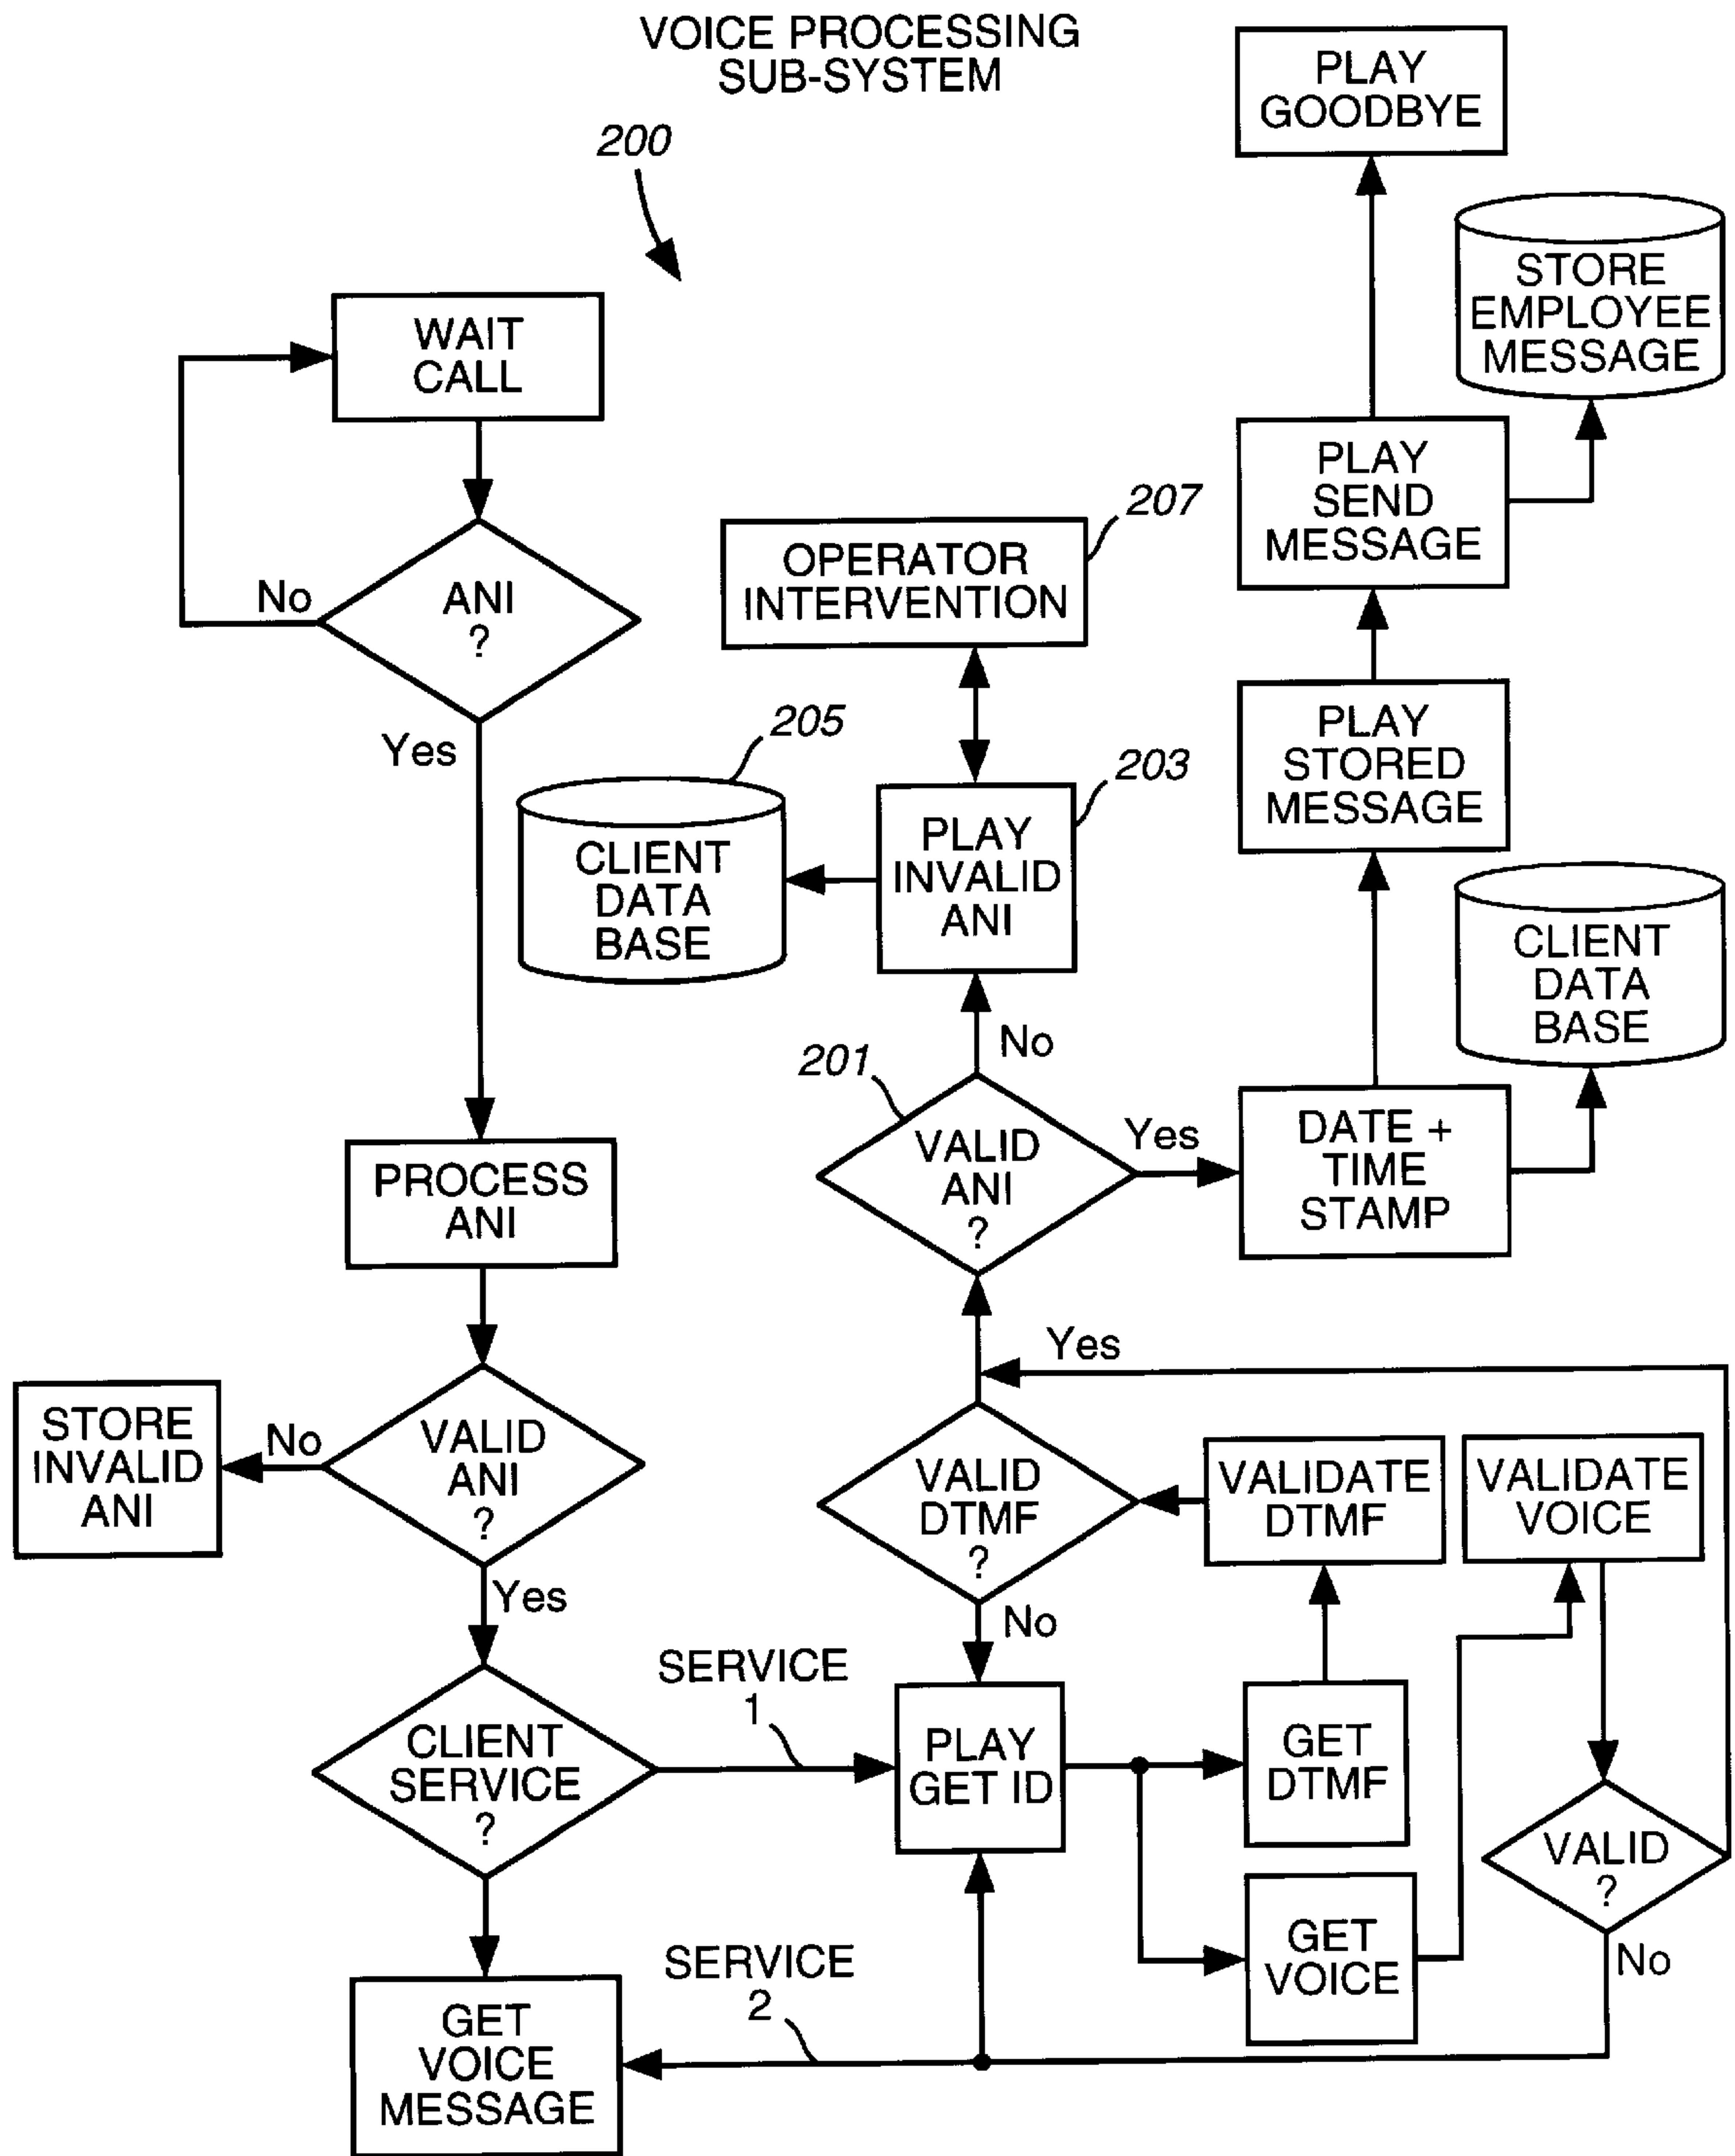 VOICE PROCESSING
SUB-SYSTEM
200
WAIT
CALL
No
ANI
?
Yes
PROCESS
ANI
VALID
ANI
?
No
STORE
INVALID
ANI
Yes
CLIENT
SERVICE
?
SERVICE
1
GET
VOICE
MESSAGE
SERVICE
2
OPERATOR
INTERVENTION
207
205
CLIENT
DATA
BASE
203
PLAY
INVALID
ANI
No
201
VALID
ANI
?
Yes
Yes
VALID
DTMF
?
No
PLAY
GET ID
VALIDATE
DTMF
GET
DTMF
GET
VOICE
VALIDATE
VOICE
VALID
?
No
PLAY
GOODBYE
STORE
EMPLOYEE
MESSAGE
PLAY
SEND
MESSAGE
PLAY
STORED
MESSAGE
CLIENT
DATA
BASE
DATE +
TIME
STAMP